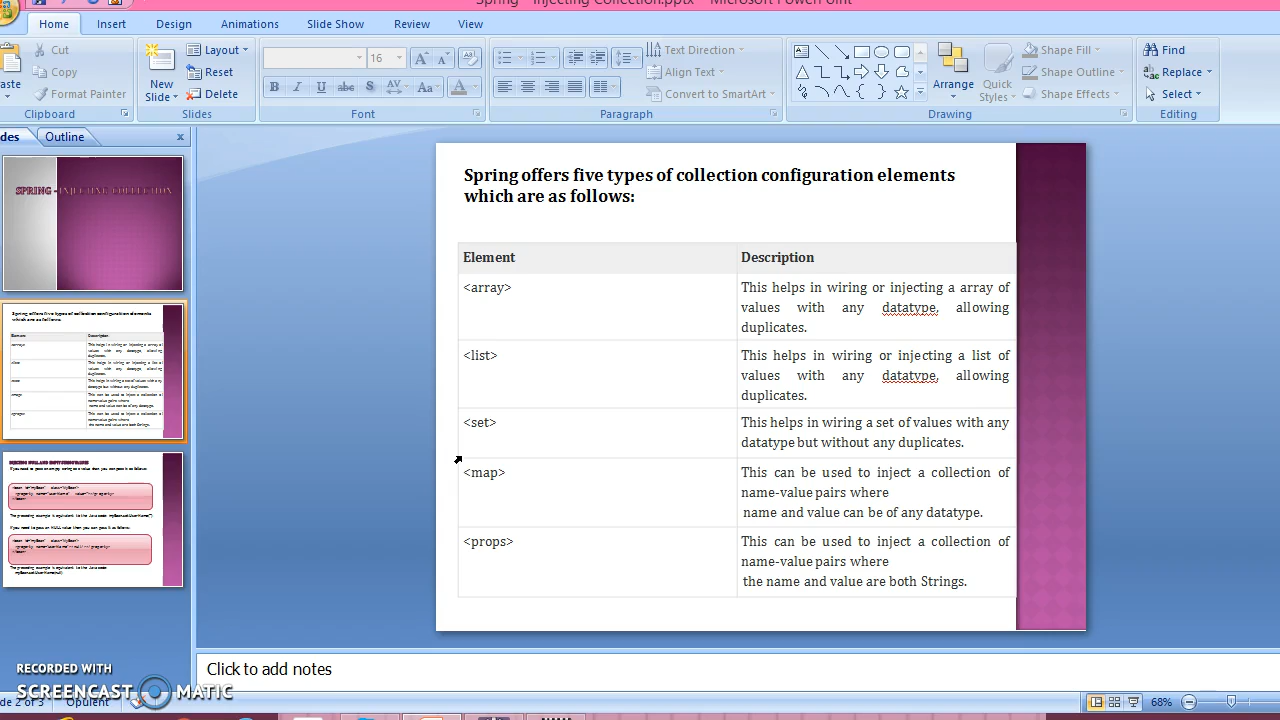 Spring - Injecting Collection.pptx - Microsoft PowerPoint
Home Insert Design Animations Slide Show Review View
Cut
Copy
Format Painter
Clipboard
New
Slide
Layout
Reset
Delete
Slides
16
Font
Text Direction
Align Text
Convert to SmartArt
Paragraph
Arrange
Quick
Styles
Shape Fill
Shape Outline
Shape Effects
Drawing
Find
Replace
Select
Editing
Outline
SPRING - INJECTING COLLECTION
Spring offers five types of collection configuration elements
which are as follows:
Element Description
<array> This helps in wiring or injecting a array of
values with any datatype, allowing
duplicates.
<list> This helps in wiring or injecting a list of
values with any datatype, allowing
duplicates.
<set> This helps in wiring a set of values with any
datatype but without any duplicates.
<map> This can be used to inject a collection of
name-value pairs where
name and value can be of any datatype.
<props> This can be used to inject a collection of
name-value pairs where
the name and value are both Strings.
Click to add notes
RECORDED WITH
SCREENCAST MATIC
de 2 of 3 Opulent 68%